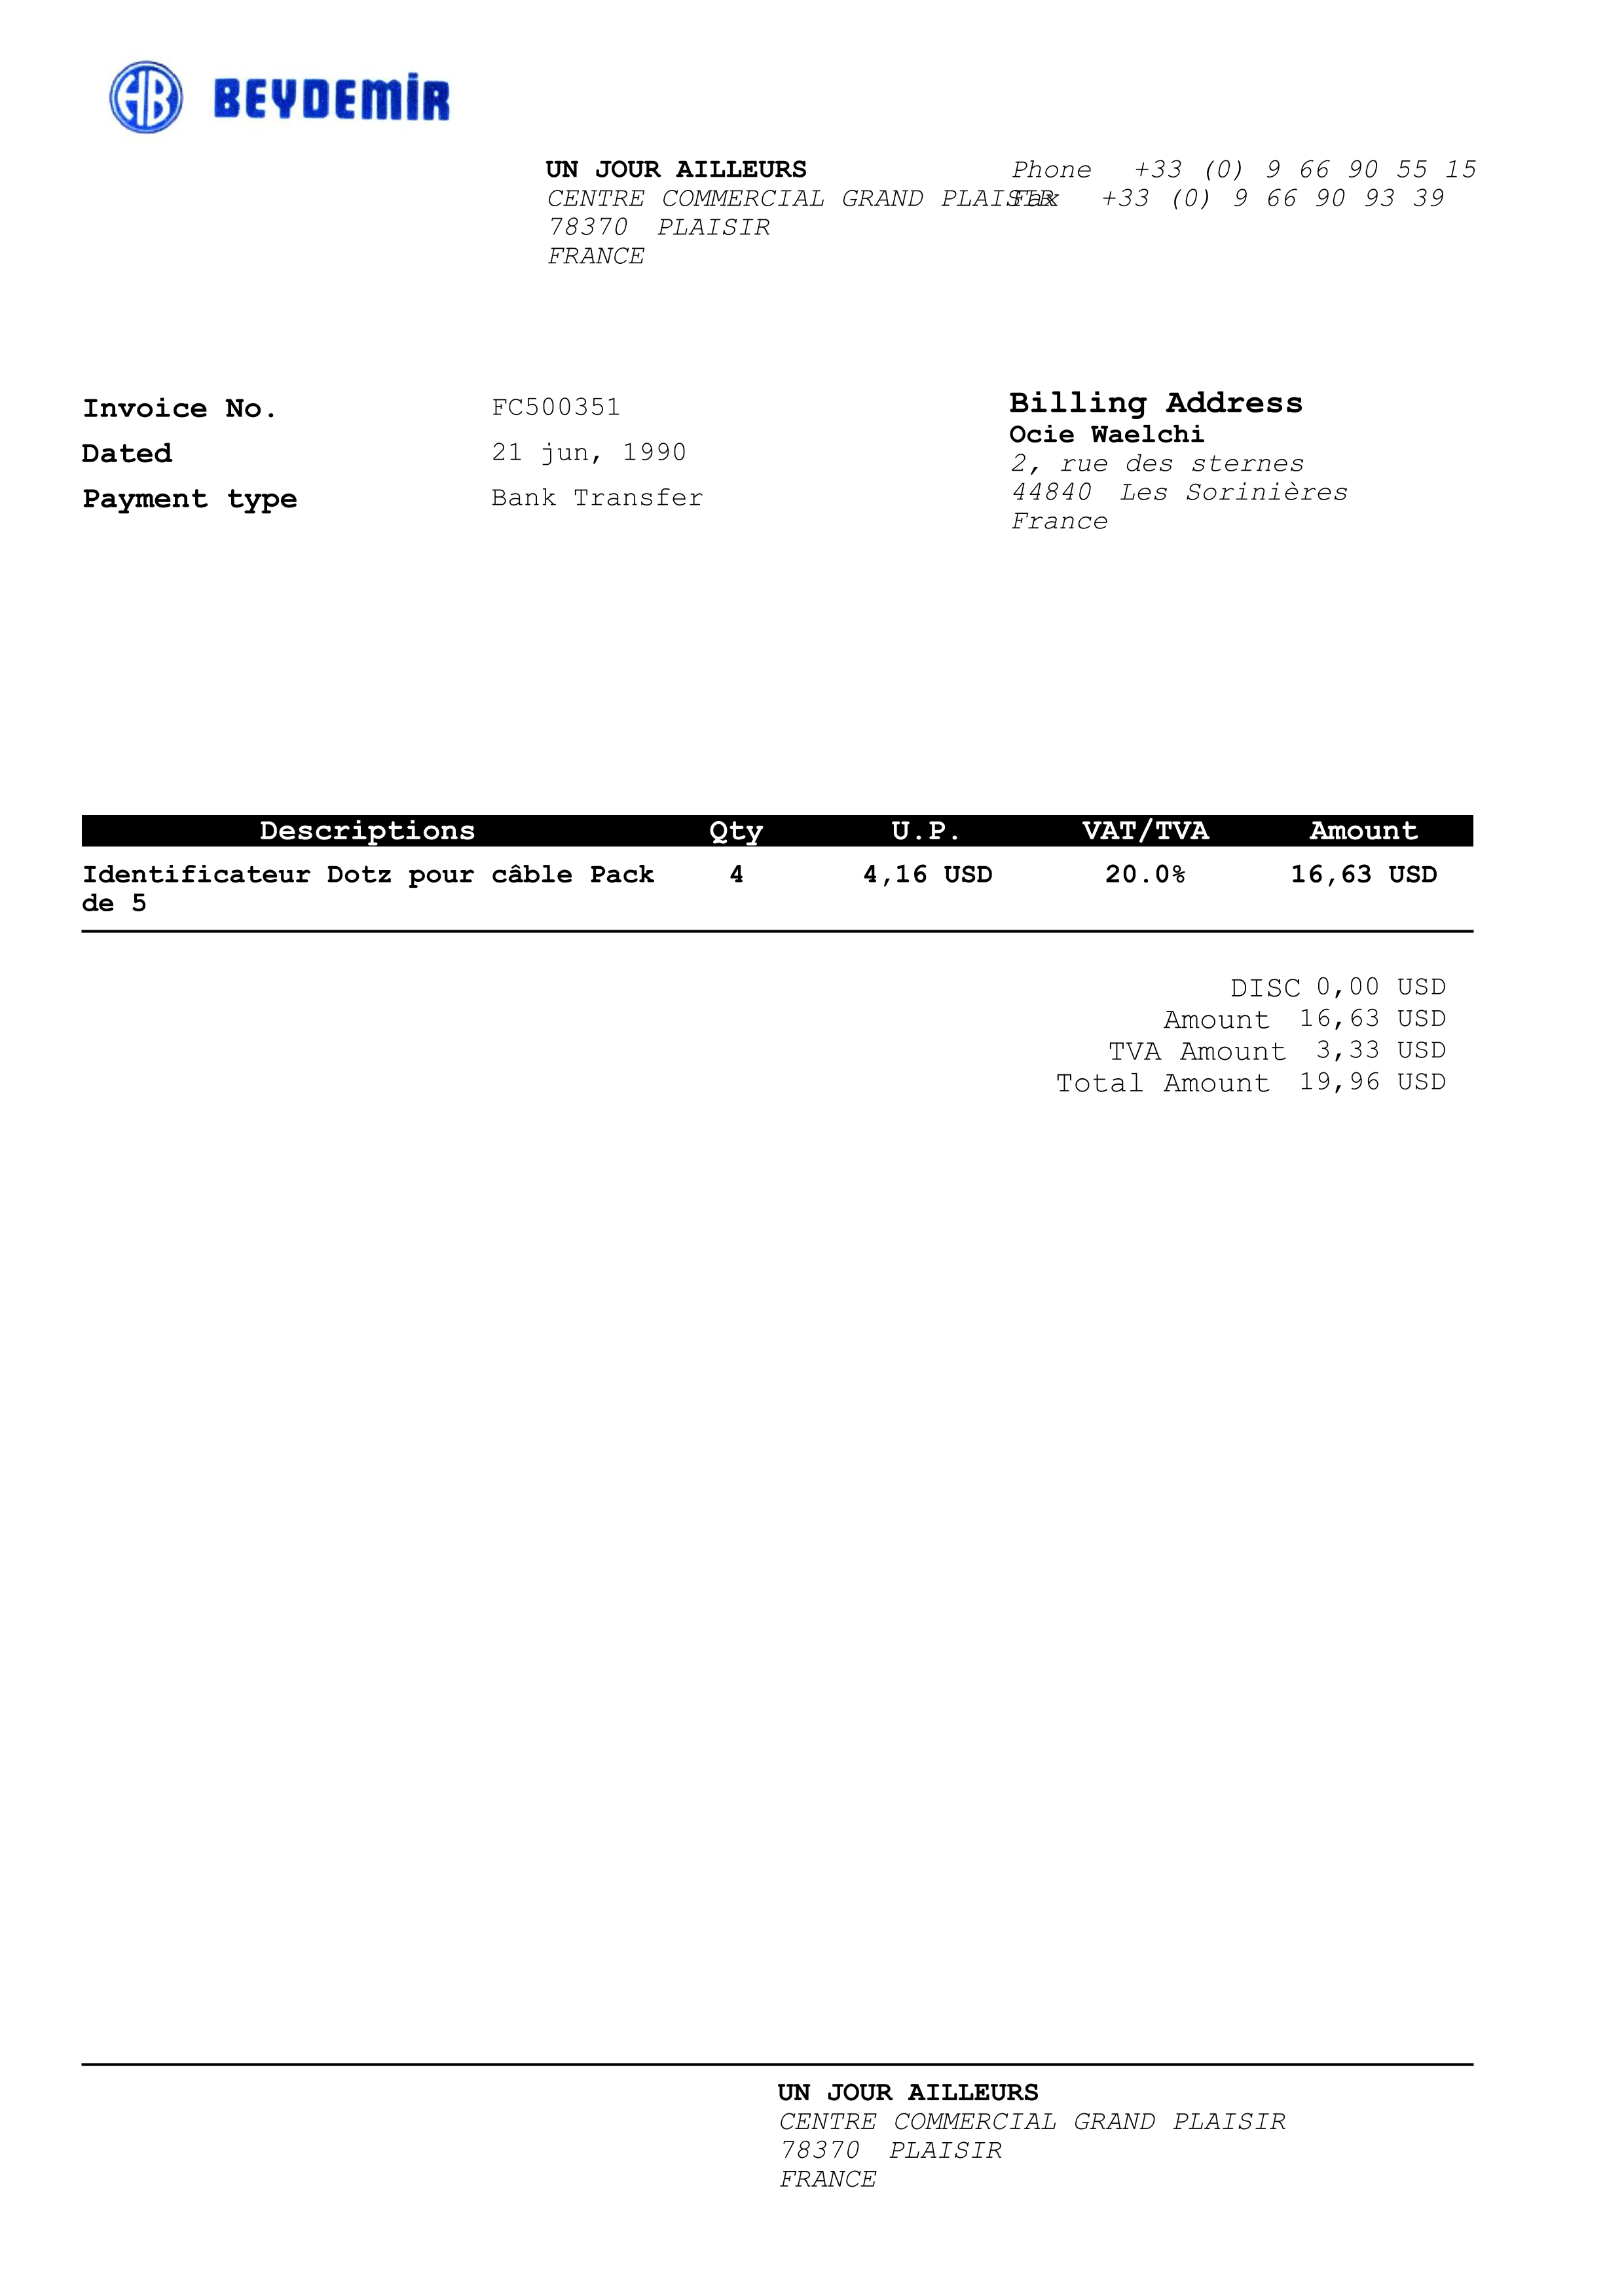 HB BEYDEMİR
UN JOUR AILLEURS
CENTRE COMMERCIAL GRAND PLAISIR
78370 PLAISIR
FRANCE
Phone +33 (0) 9 66 90 55 15
Fax +33 (0) 9 66 90 93 39
Invoice No. FC500351
Dated 21 jun, 1990
Payment type Bank Transfer
Billing Address
Ocie Waelchi
2, rue des sternes
44840 Les Sorinières
France
Descriptions Qty U.P. VAT/TVA Amount
Identificateur Dotz pour câble Pack 4 4,16 USD 20.0% 16,63 USD
de 5
DISC 0,00 USD
Amount 16,63 USD
TVA Amount 3,33 USD
Total Amount 19,96 USD
UN JOUR AILLEURS
CENTRE COMMERCIAL GRAND PLAISIR
78370 PLAISIR
FRANCE